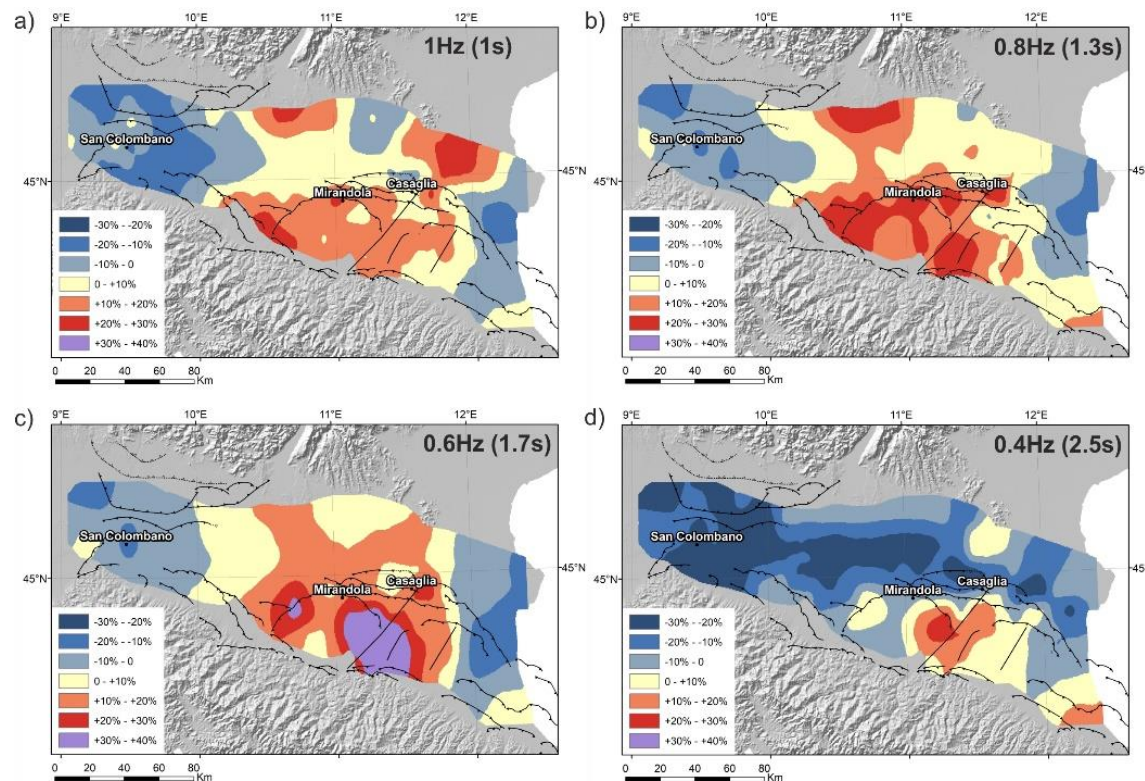 a)
9°E 10°E 11°E 12°E
1Hz (1s)
San Colombano
45°N
Mirandola
Casaglia
-30% - -20%
-20% - -10%
-10% - 0
0 - +10%
+10% - +20%
+20% - +30%
+30% - +40%
0 20 40 60 80 Km
b)
9°E 10°E 11°E 12°E
0.8Hz (1.3s)
San Colombano
45°N
Mirandola
Casaglia
-30% - -20%
-20% - -10%
-10% - 0
0 - +10%
+10% - +20%
+20% - +30%
+30% - +40%
0 20 40 60 80 Km
c)
9°E 10°E 11°E 12°E
0.6Hz (1.7s)
San Colombano
45°N
Mirandola
Casaglia
-30% - -20%
-20% - -10%
-10% - 0
0 - +10%
+10% - +20%
+20% - +30%
+30% - +40%
0 20 40 60 80 Km
d)
9°E 10°E 11°E 12°E
0.4Hz (2.5s)
San Colombano
45°N
45°N
Mirandola
Casaglia
-30% - -20%
-20% - -10%
-10% - 0
0 - +10%
+10% - +20%
+20% - +30%
+30% - +40%
0 20 40 60 80 Km